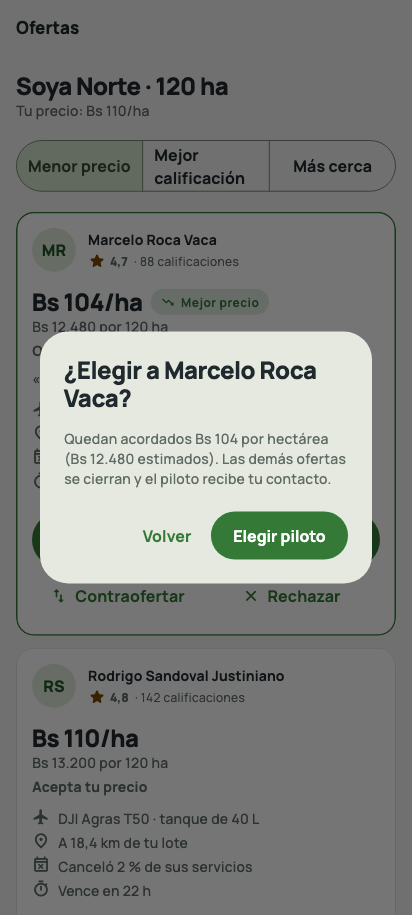 Ofertas
Soya Norte · 120 ha
Tu precio: Bs 110/ha
Menor precio
Mejor
calificación
Más cerca
MR
Marcelo Roca Vaca
4,7 · 88 calificaciones
Bs 104/ha
Mejor precio
Bs 12.480 por 120 ha
«
¿Elegir a Marcelo Roca
Vaca?
Quedan acordados Bs 104 por hectárea
(Bs 12.480 estimados). Las demás ofertas
se cierran y el piloto recibe tu contacto.
Volver
Elegir piloto
Contraofertar
Rechazar
RS
Rodrigo Sandoval Justiniano
4,8 · 142 calificaciones
Bs 110/ha
Bs 13.200 por 120 ha
Acepta tu precio
DJI Agras T50 · tanque de 40 L
A 18,4 km de tu lote
Canceló 2 % de sus servicios
Vence en 22 h